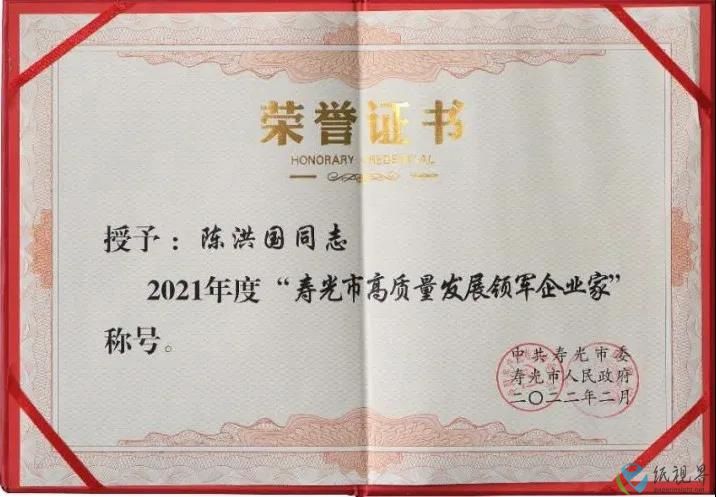 荣誉证书
HONORARY CREDENTIAL
授予：陈洪国同志
2021年度“寿光市高质量发展领军企业家”
称号。
中共寿光市委
寿光市人民政府
二〇二二年二月
纸视界